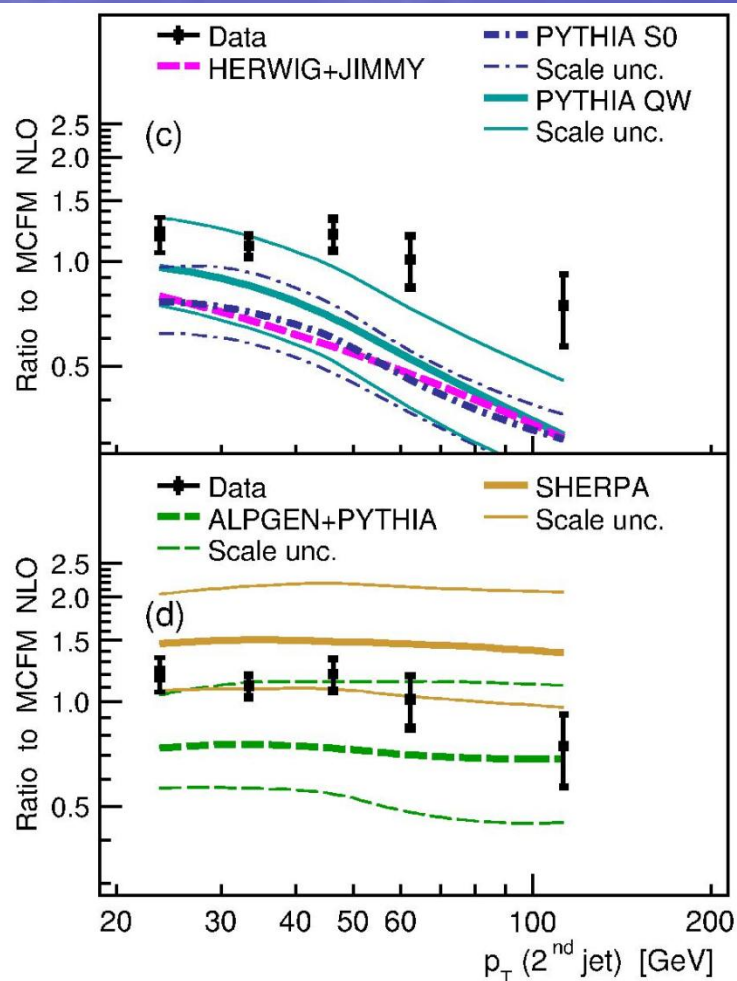 Data
HERWIG+JIMMY
PYTHIA S0
Scale unc.
PYTHIA QW
Scale unc.
(c)
Ratio to MCFM NLO
2.5
2.0
1.5
1.0
0.5
Data
ALPGEN+PYTHIA
Scale unc.
SHERPA
Scale unc.
(d)
Ratio to MCFM NLO
2.5
2.0
1.5
1.0
0.5
20 30 40 50 60 100 200
p_T (2^nd jet) [GeV]